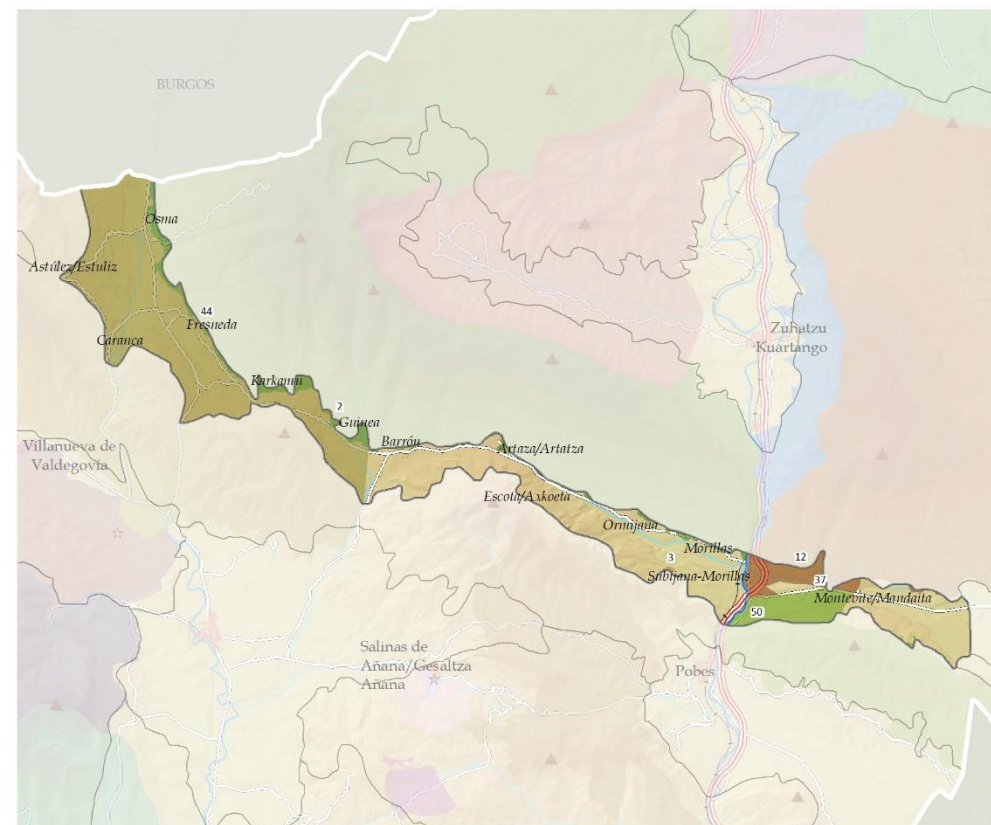 BURGOS
Osma
Astúlez/Estuliz
44
Fresneda
Caranca
Zuhatzu
Kuartango
Karkamu
2
Guinea
Barrón
Villanueva de
Valdegovía
Artaza/Artatza
Escota/Axkoeta
Ormijana
Morillas
3
12
Subijana-Morillas
37
Montevite/Mandaita
50
Salinas de
Añana/Gesaltza
Añana
Pobes